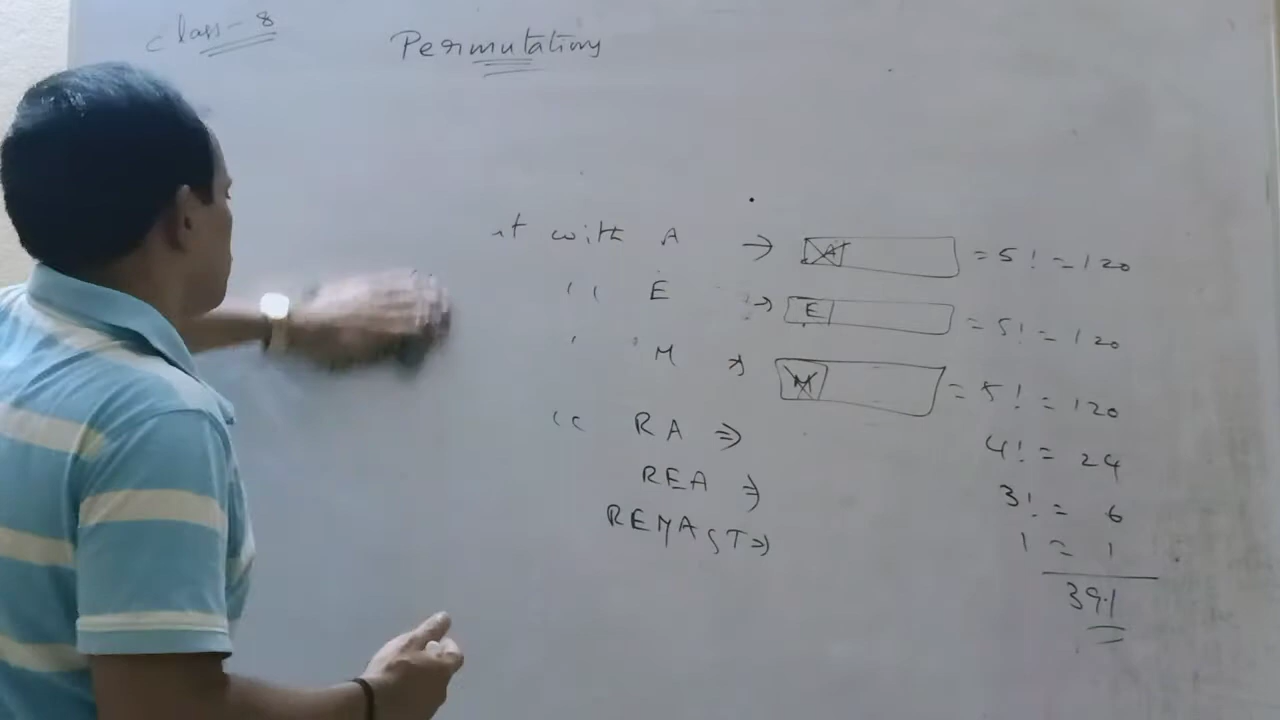 Class-8
Permutations
with A → A = 5! = 120
" E → E = 5! = 120
" " M → M = 5! = 120
" RA ⇒ 4! = 24
REA ⇒ 3! = 6
REMAST ⇒ 1 = 1
391